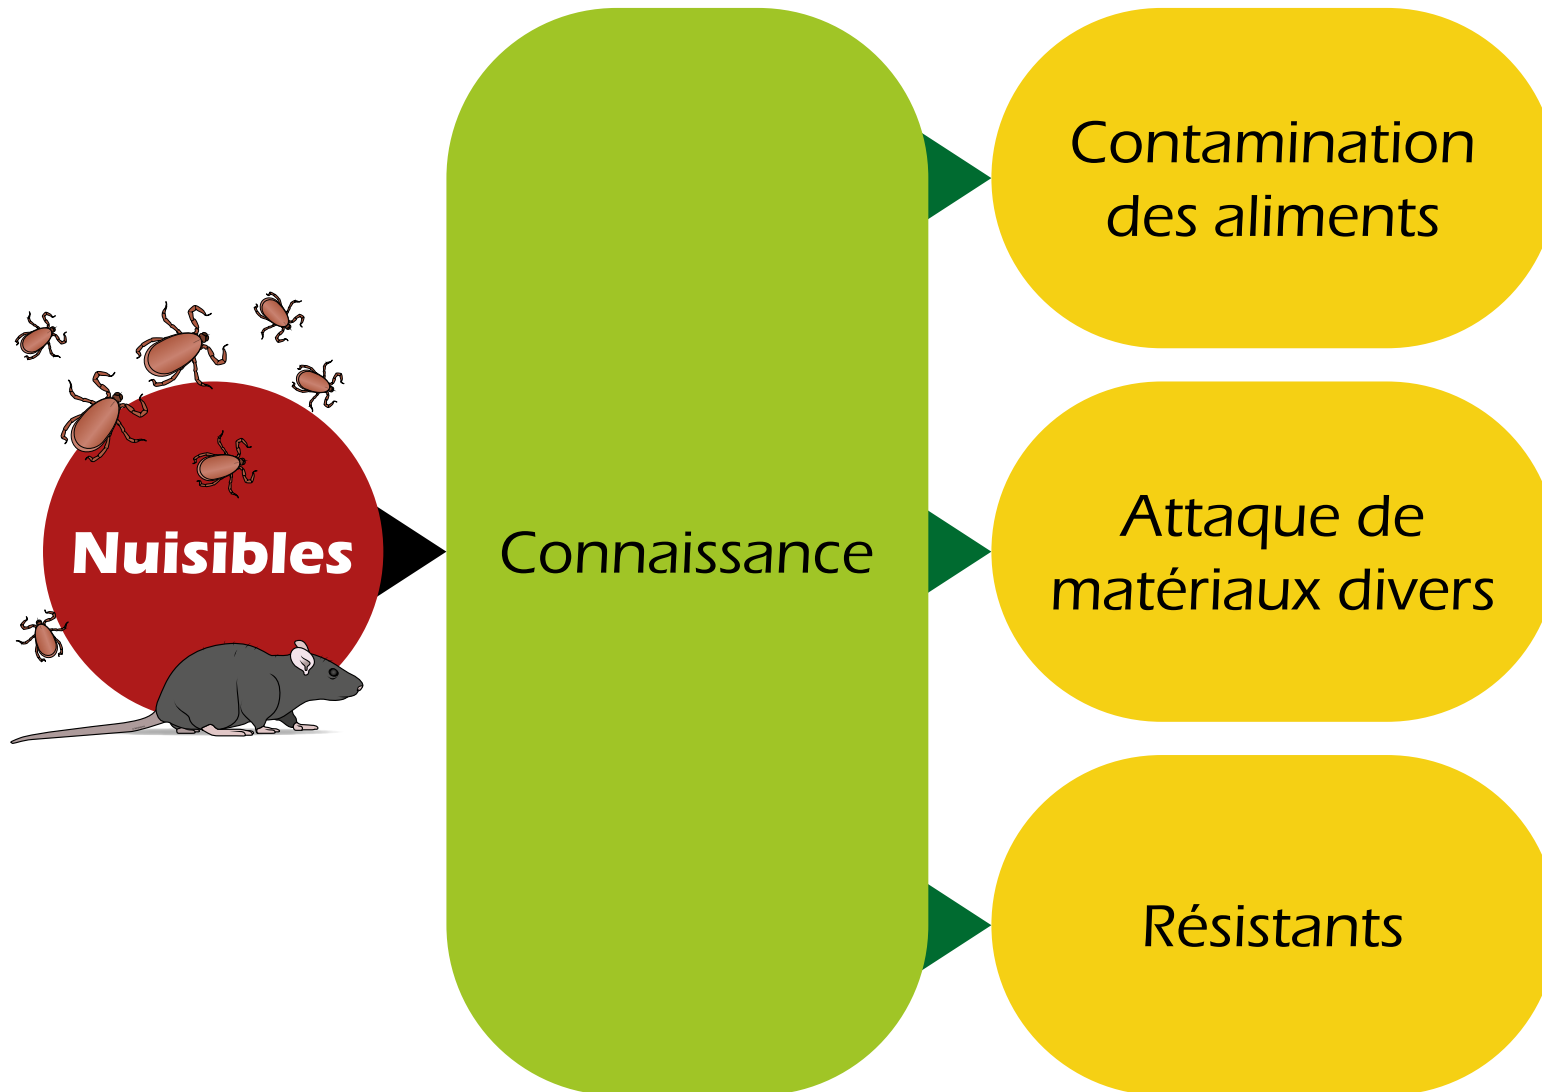 Nuisibles
Connaissance
Contamination
des aliments
Attaque de
matériaux divers
Résistants